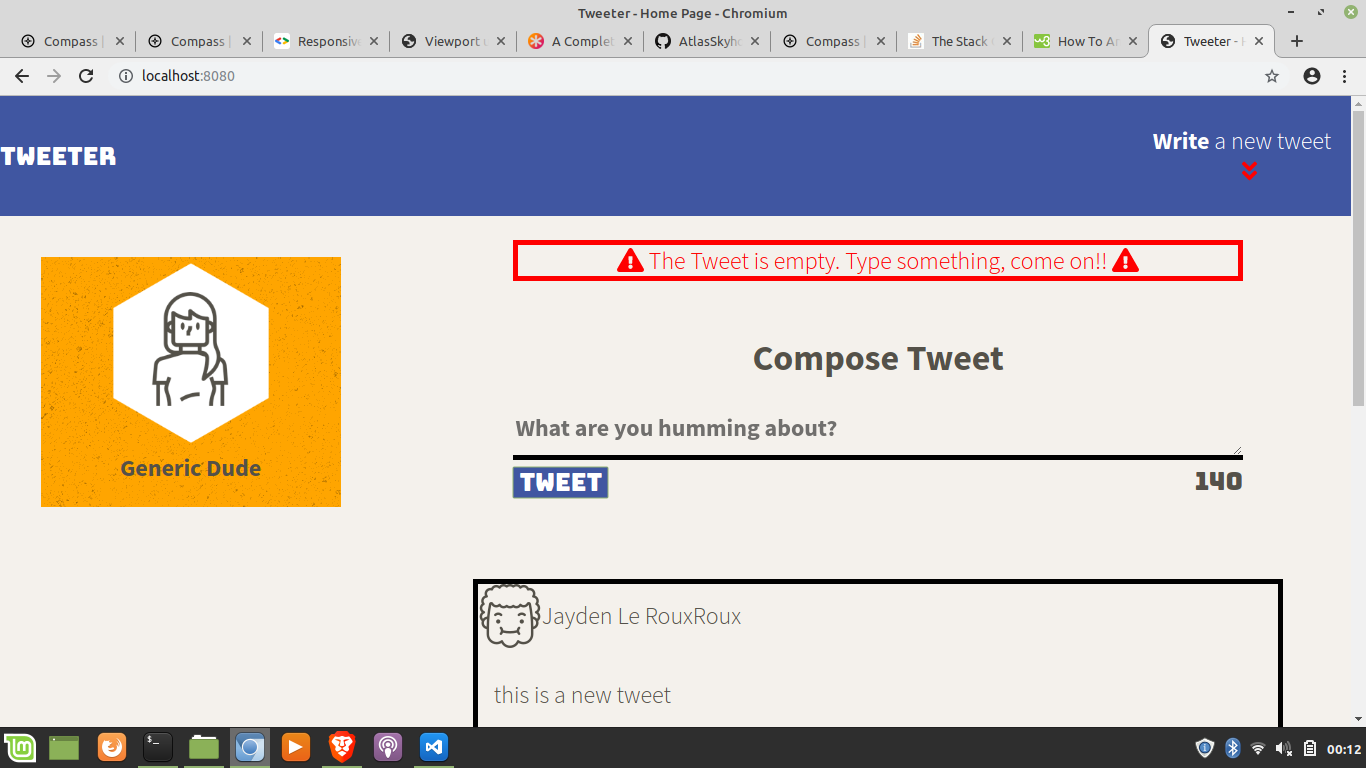 Tweeter - Home Page - Chromium
Compass | Compass | Responsive Viewport u A Complet AtlasSkyho Compass | The Stack How To Ar Tweeter - H
localhost:8080
TWEETER
Write a new tweet
The Tweet is empty. Type something, come on!!
Generic Dude
Compose Tweet
What are you humming about?
TWEET 140
Jayden Le RouxRoux
this is a new tweet
00:12